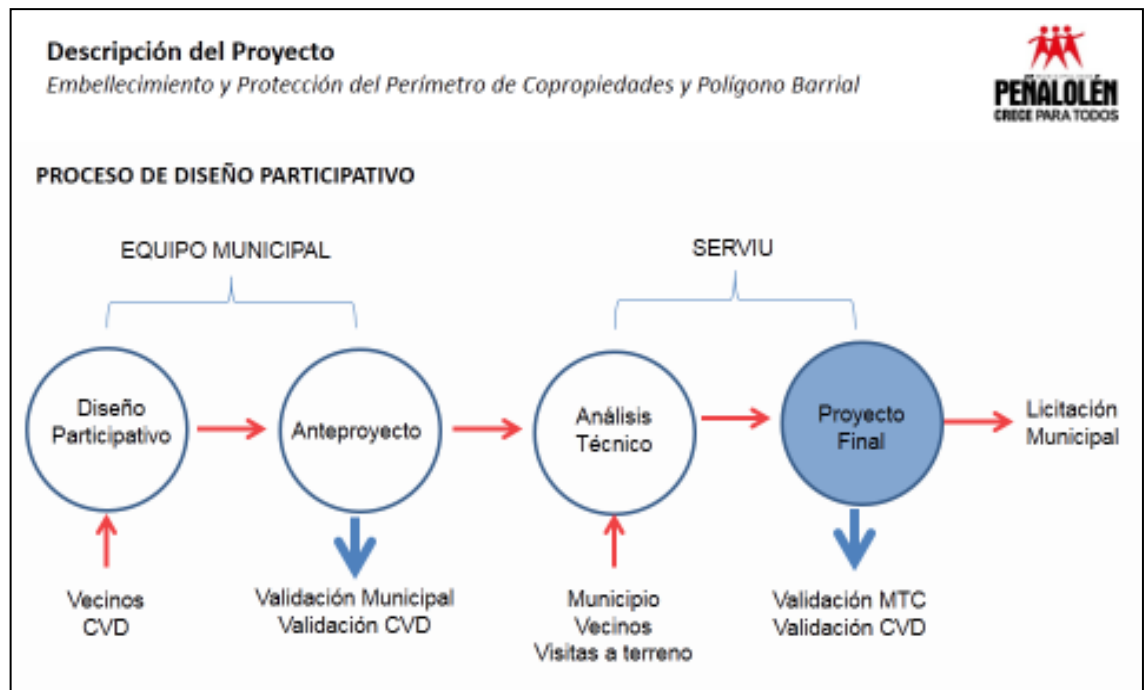 Descripción del Proyecto
Embellecimiento y Protección del Perímetro de Copropiedades y Polígono Barrial
PEÑALOLÉN
CRECE PARA TODOS
PROCESO DE DISEÑO PARTICIPATIVO
EQUIPO MUNICIPAL
SERVIU
Diseño
Participativo
Anteproyecto
Análisis
Técnico
Proyecto
Final
Licitación
Municipal
Vecinos
CVD
Validación Municipal
Validación CVD
Municipio
Vecinos
Visitas a terreno
Validación MTC
Validación CVD